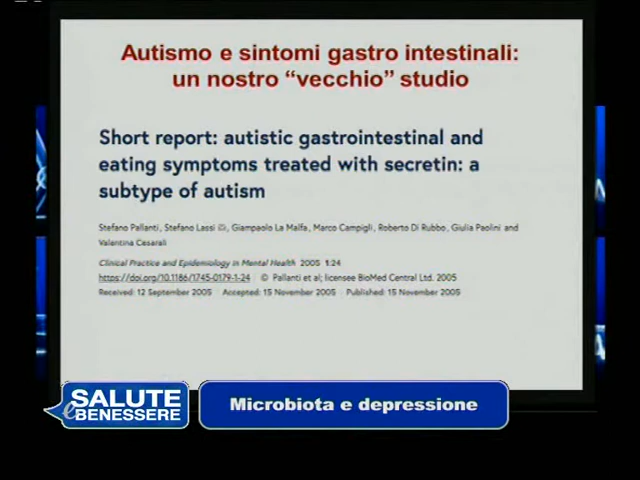 Autismo e sintomi gastro intestinali:
un nostro “vecchio” studio
Short report: autistic gastrointestinal and
eating symptoms treated with secretin: a
subtype of autism
Stefano Pallanti, Stefano Lassi, Giampaolo La Malfa, Marco Campigli, Roberto Di Rubbo, Giulia Paolini and
Valentina Cesarali
Clinical Practice and Epidemiology in Mental Health 2005 1:24
https://doi.org/10.1186/1745-0179-1-24 © Pallanti et al; licensee BioMed Central Ltd. 2005
Received: 12 September 2005 Accepted: 15 November 2005 Published: 15 November 2005
SALUTE
e BENESSERE
Microbiota e depressione